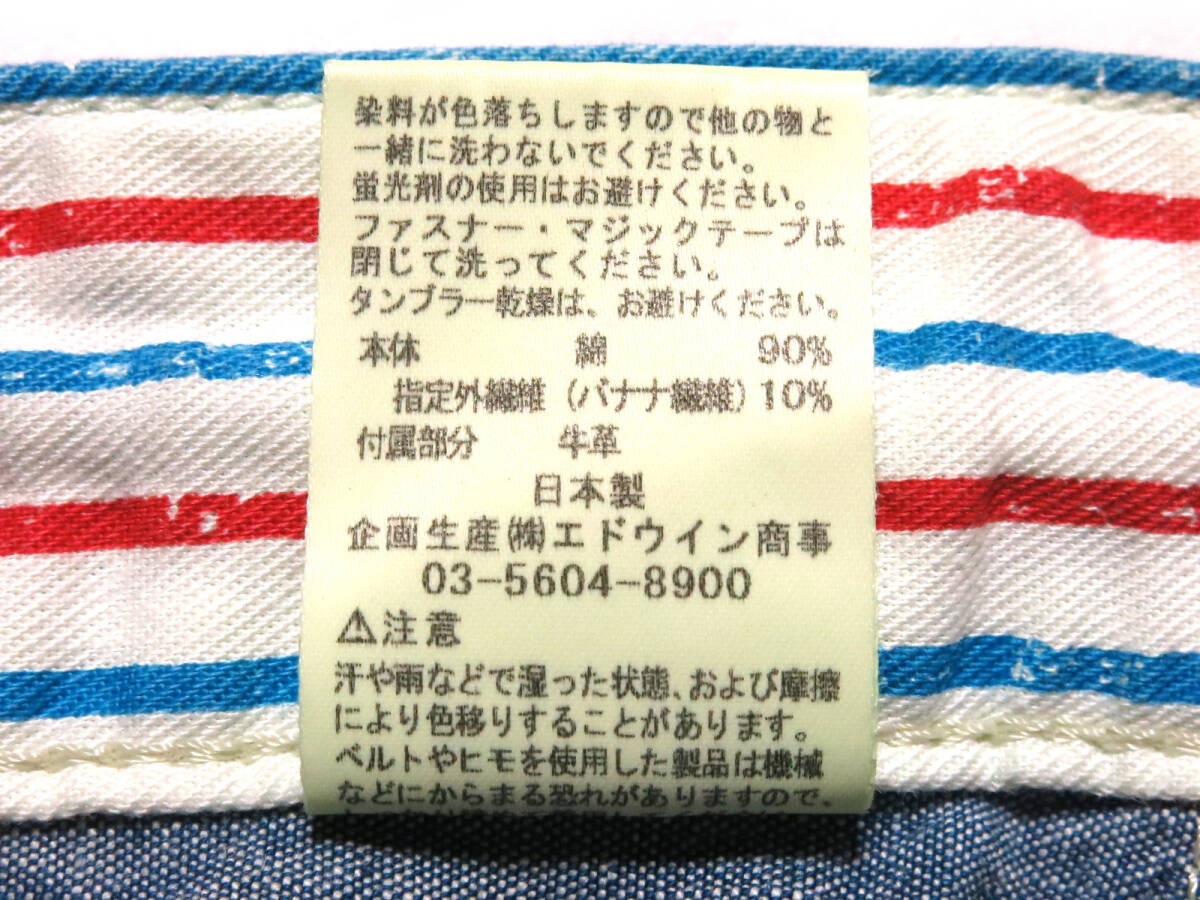 染料が色落ちしますので他の物と
一緒に洗わないでください。
蛍光剤の使用はお避けください。
ファスナー・マジックテープは
閉じて洗ってください。
タンブラー乾燥は、お避けください。
本体 綿 90%
指定外繊維(バナナ繊維)10%
付属部分 牛革
日本製
企画生産㈱エドウイン商事
03-5604-8900
⚠注意
汗や雨などで湿った状態、および摩擦
により色移りすることがあります。
ベルトやヒモを使用した製品は機械
などにからまる恐れがありますので、